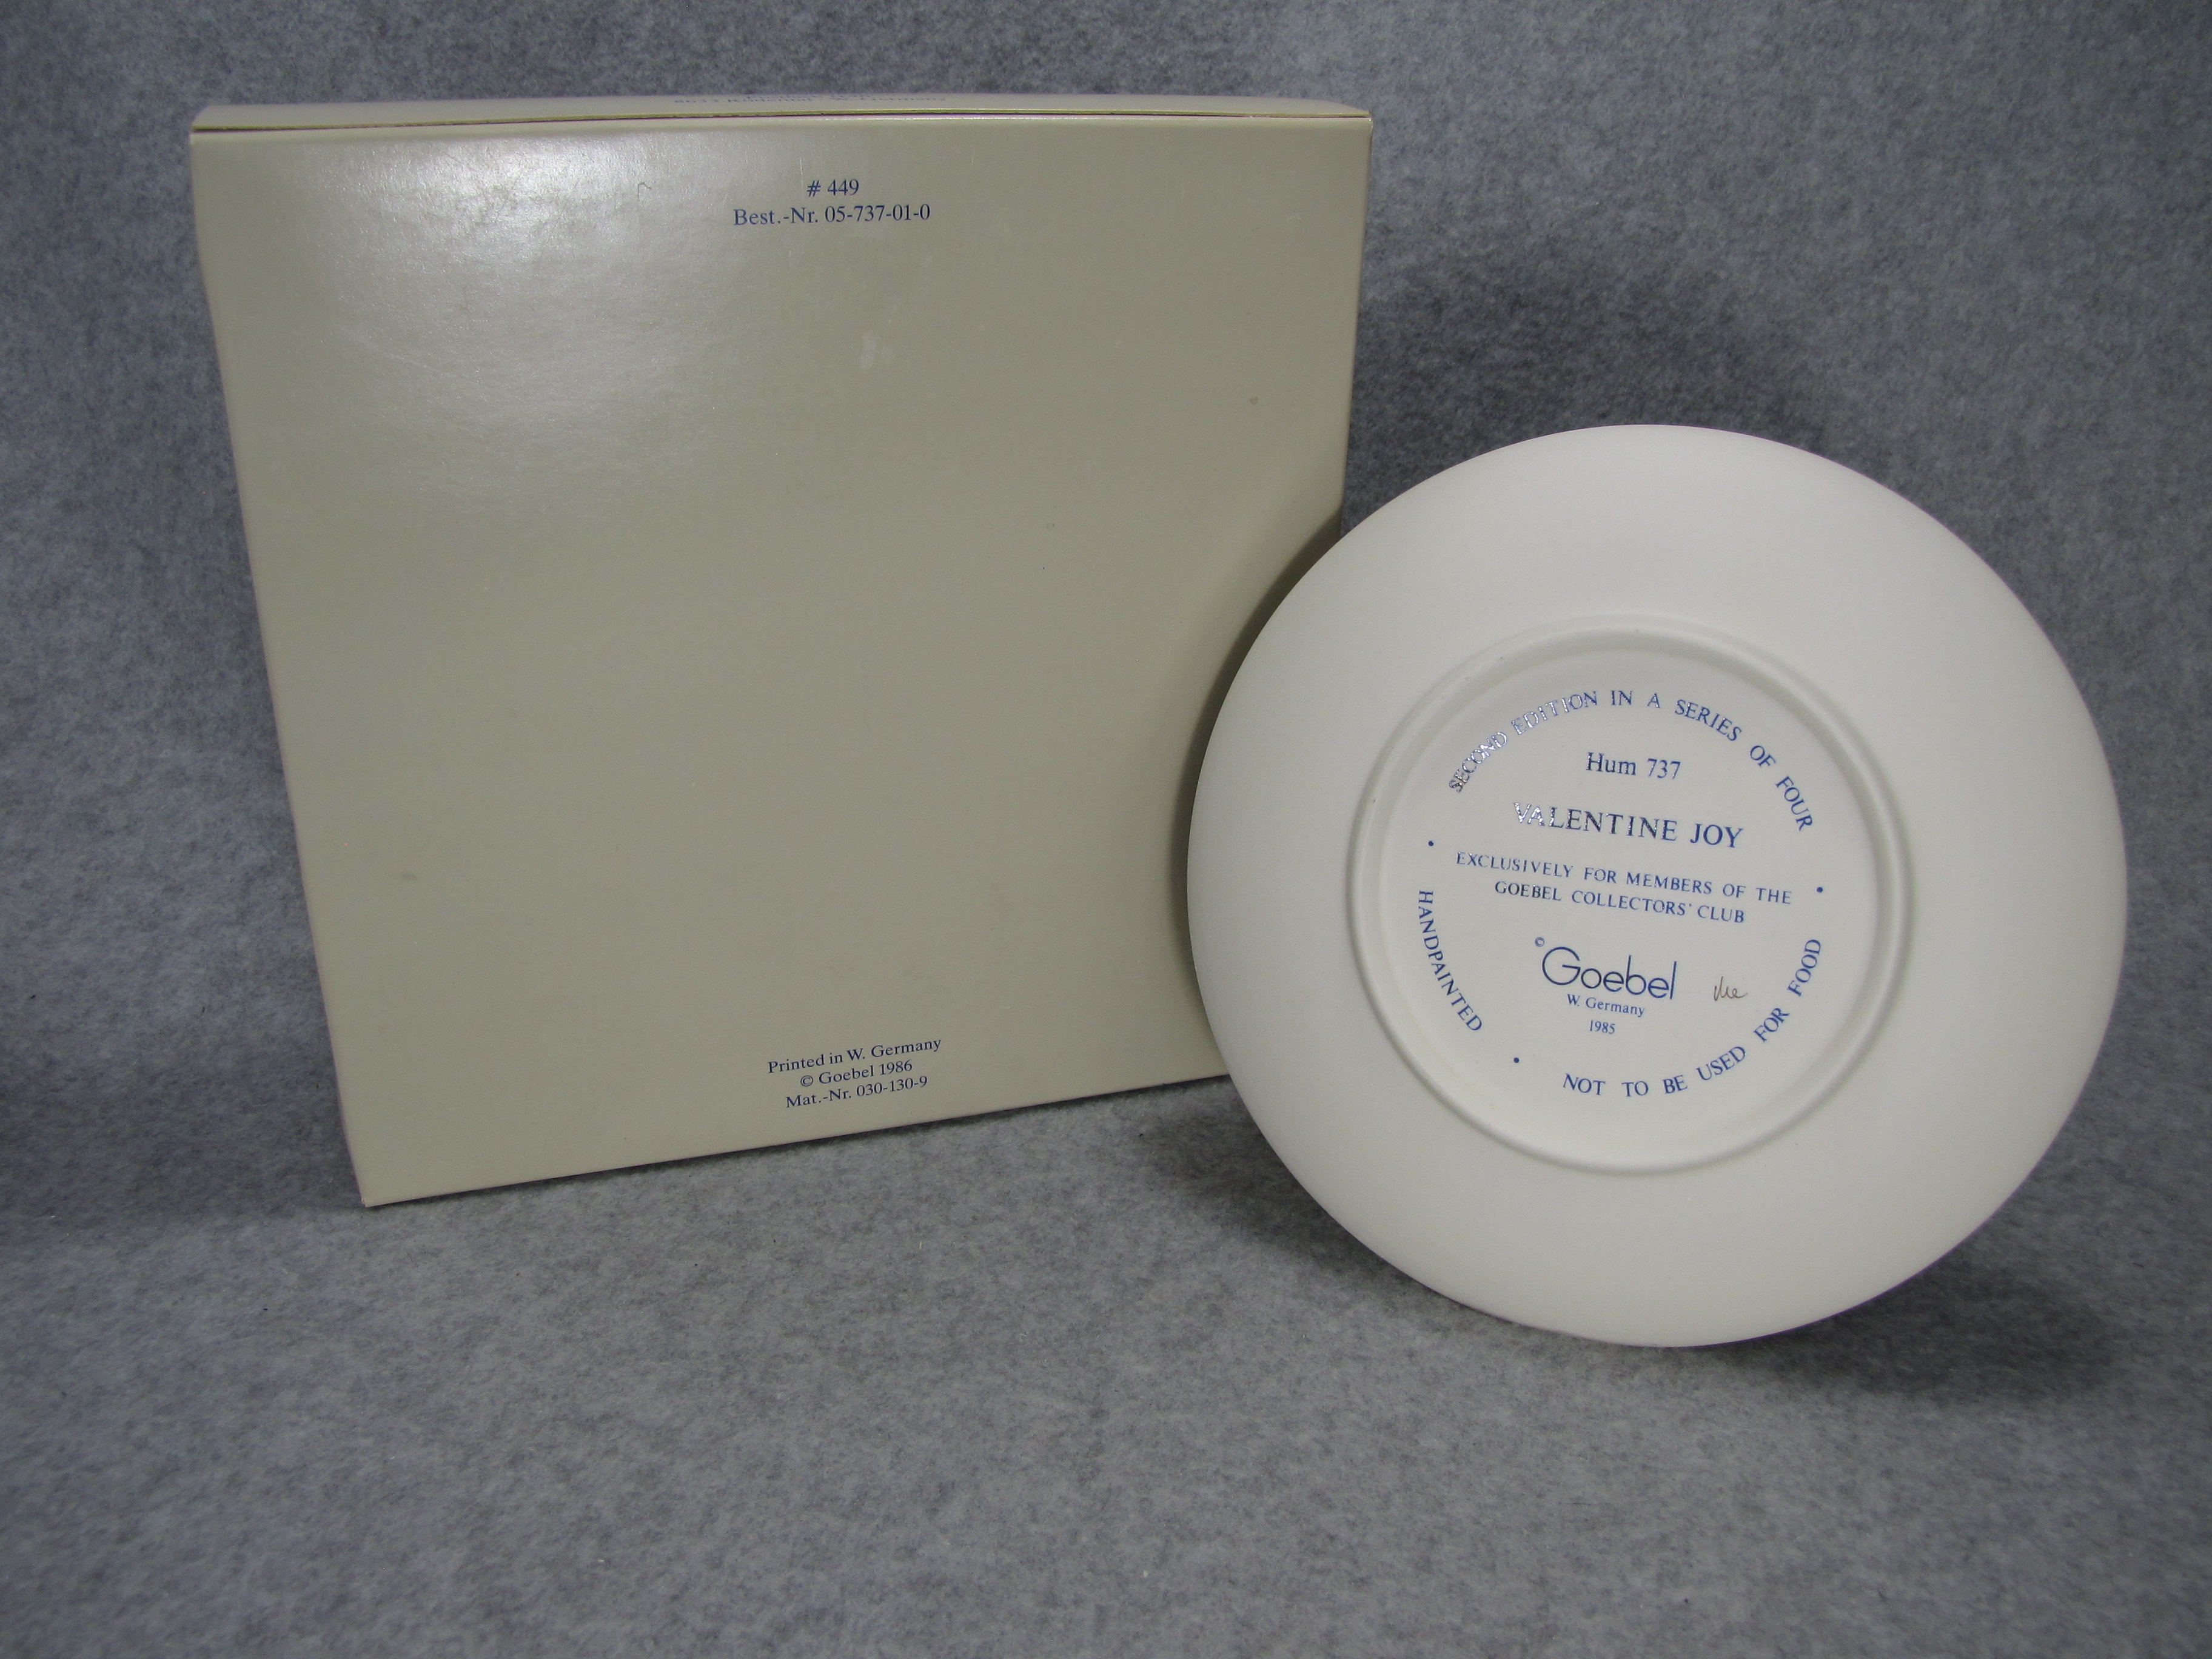 W. Germany
# 449
Best.-Nr. 05-737-01-0
Printed in W. Germany
© Goebel 1986
Mat.-Nr. 030-130-9
SECOND EDITION IN A SERIES OF FOUR
Hum 737
VALENTINE JOY
EXCLUSIVELY FOR MEMBERS OF THE
GOEBEL COLLECTORS' CLUB
© Goebel
W. Germany
1985
HANDPAINTED
NOT TO BE USED FOR FOOD